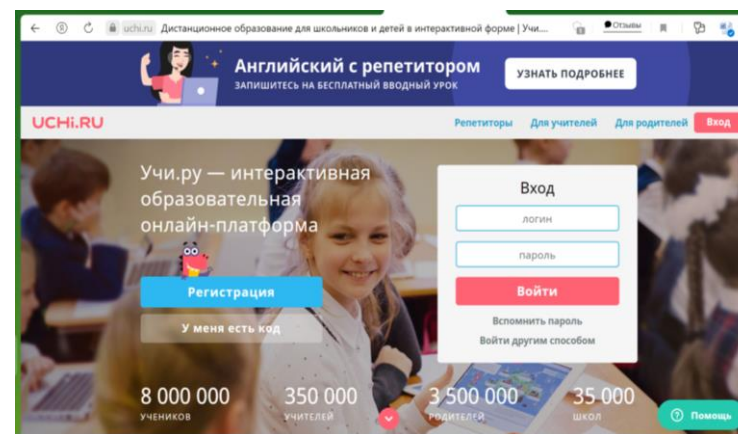 uchi.ru Дистанционное образование для школьников и детей в интерактивной форме | Учи.... Отзывы
Английский с репетитором
ЗАПИШИТЕСЬ НА БЕСПЛАТНЫЙ ВВОДНЫЙ УРОК
УЗНАТЬ ПОДРОБНЕЕ
UCHi.RU
Репетиторы Для учителей Для родителей Вход
Учи.ру — интерактивная
образовательная
онлайн-платформа
Регистрация
У меня есть код
Вход
логин
пароль
Войти
Вспомнить пароль
Войти другим способом
8 000 000 350 000 3 500 000 35 000
УЧЕНИКОВ УЧИТЕЛЕЙ РОДИТЕЛЕЙ ШКОЛ
Помощь